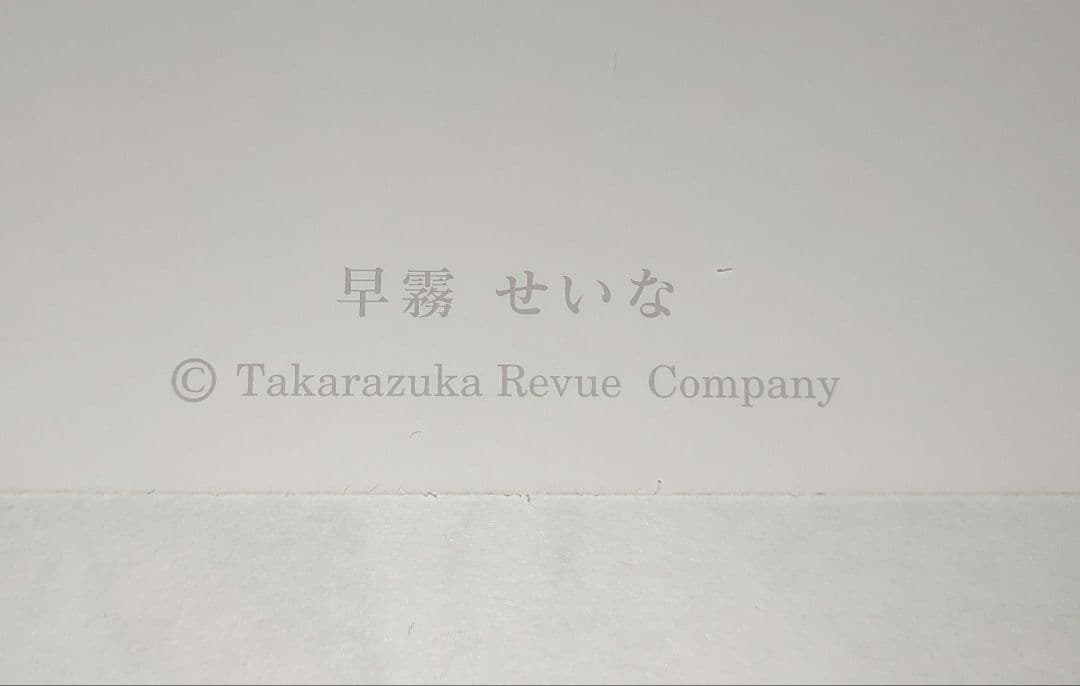 早霧 せいな
© Takarazuka Revue Company